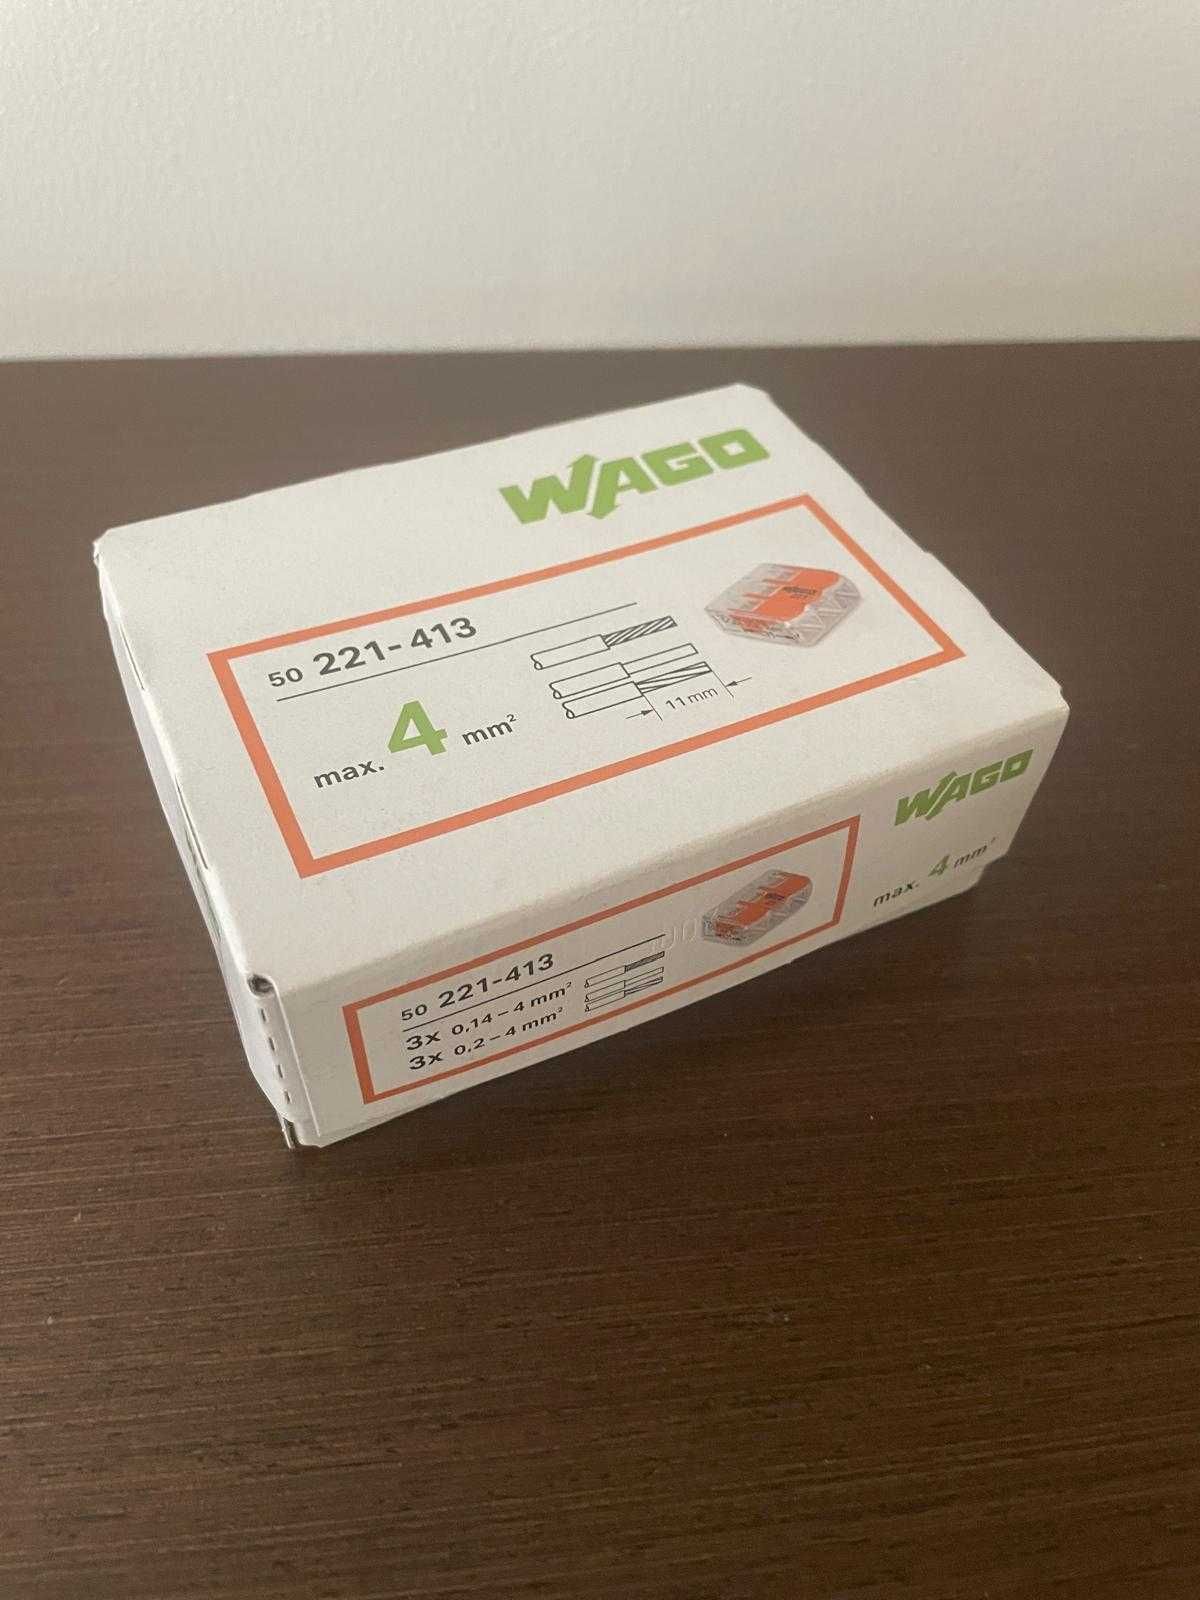 WAGO
50 221-413
max. 4 mm²
11mm
WAGO
max. 4 mm²
50 221-413
3x 0,14-4 mm²
3x 0,2-4 mm²